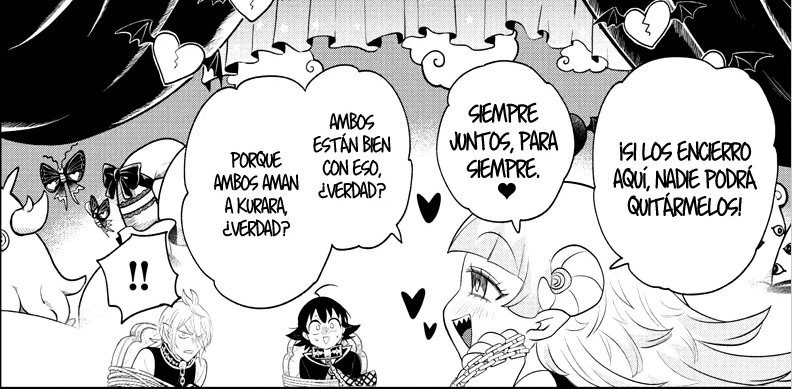 ¡SI LOS ENCIERRO
AQUÍ, NADIE PODRÁ
QUITÁRMELOS!
SIEMPRE
JUNTOS, PARA
SIEMPRE.
AMBOS
ESTÁN BIEN
CON ESO,
¿VERDAD?
PORQUE
AMBOS AMAN
A KURARA,
¿VERDAD?
!!